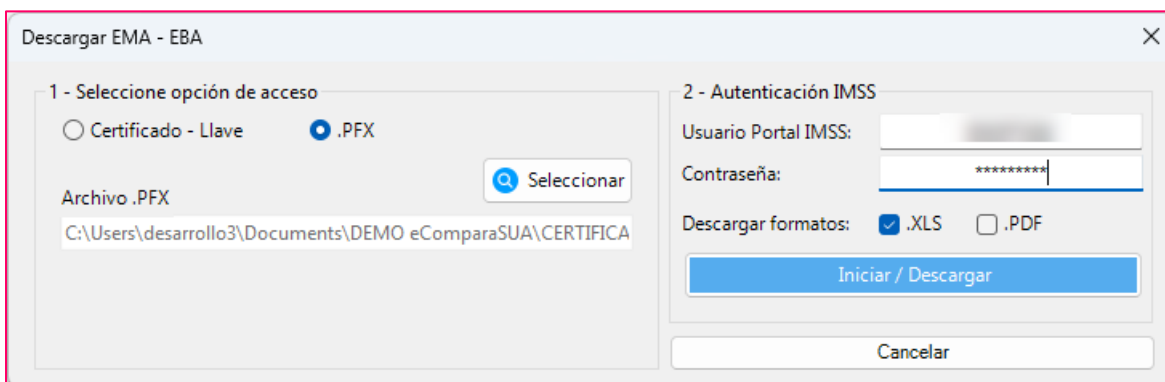 Descargar EMA - EBA
1 - Seleccione opción de acceso
Certificado - Llave
.PFX
Seleccionar
Archivo .PFX
C:\Users\desarrollo3\Documents\DEMO eComparaSUA\CERTIFICA
2 - Autenticación IMSS
Usuario Portal IMSS:
Contraseña: *********
Descargar formatos: .XLS .PDF
Iniciar / Descargar
Cancelar